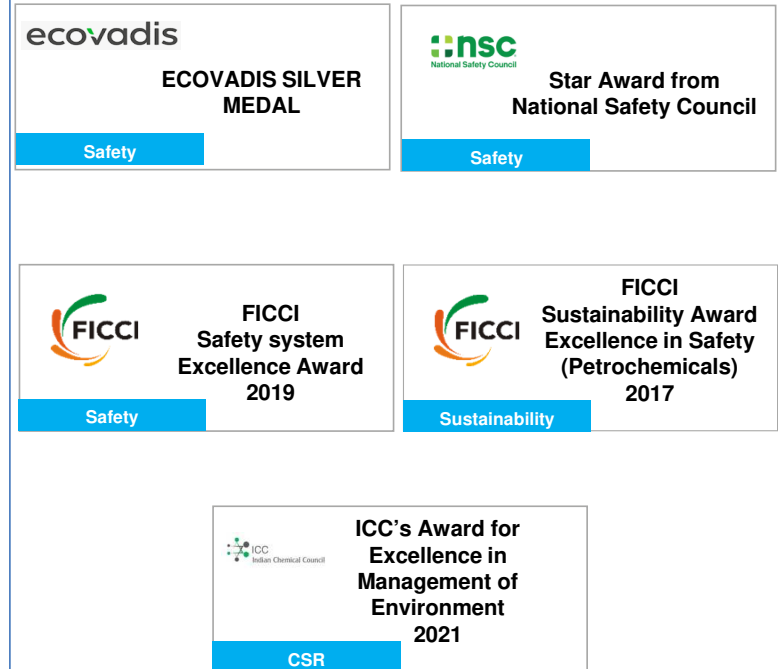 ecovadis
ECOVADIS SILVER
MEDAL
Safety
nsc
National Safety Council
Star Award from
National Safety Council
Safety
FICCI
FICCI
Safety system
Excellence Award
2019
Safety
FICCI
FICCI
Sustainability Award
Excellence in Safety
(Petrochemicals)
2017
Sustainability
ICC
Indian Chemical Council
ICC's Award for
Excellence in
Management of
Environment
2021
CSR